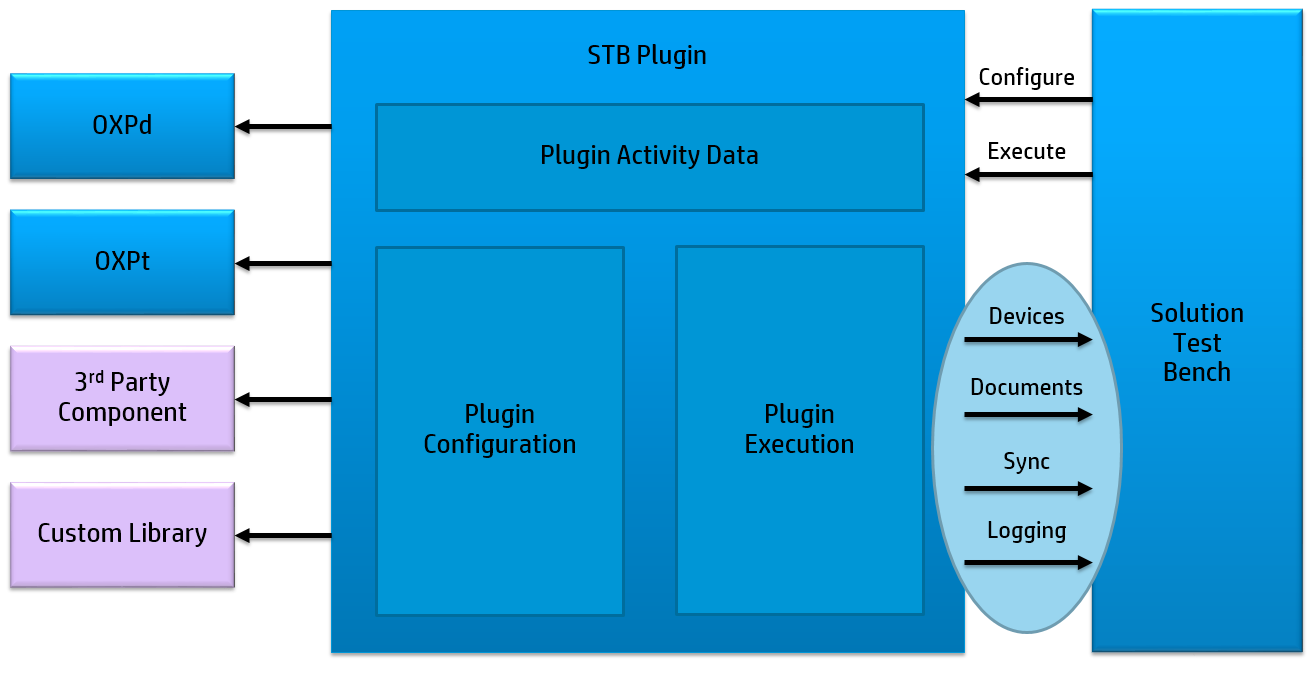 STB Plugin
Configure
OXPd
Plugin Activity Data
Execute
OXPt
Devices
Solution
Test
Bench
3rd Party
Component
Documents
Plugin
Configuration
Plugin
Execution
Sync
Custom Library
Logging